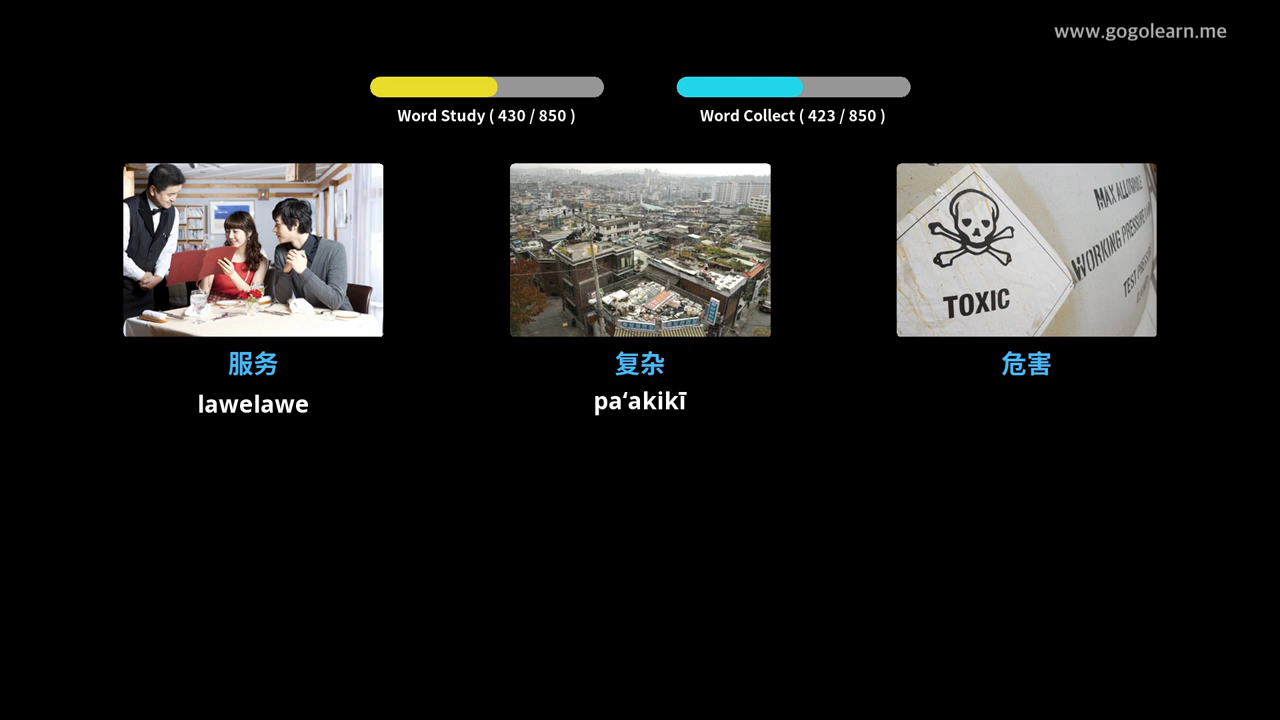 www.gogolearn.me
Word Study ( 430 / 850 )
Word Collect ( 423 / 850 )
MAX ALLOWABLE
WORKING PRESSURE
TEST PRESS
TOXIC
服务
复杂
危害
lawelawe
paʻakikī